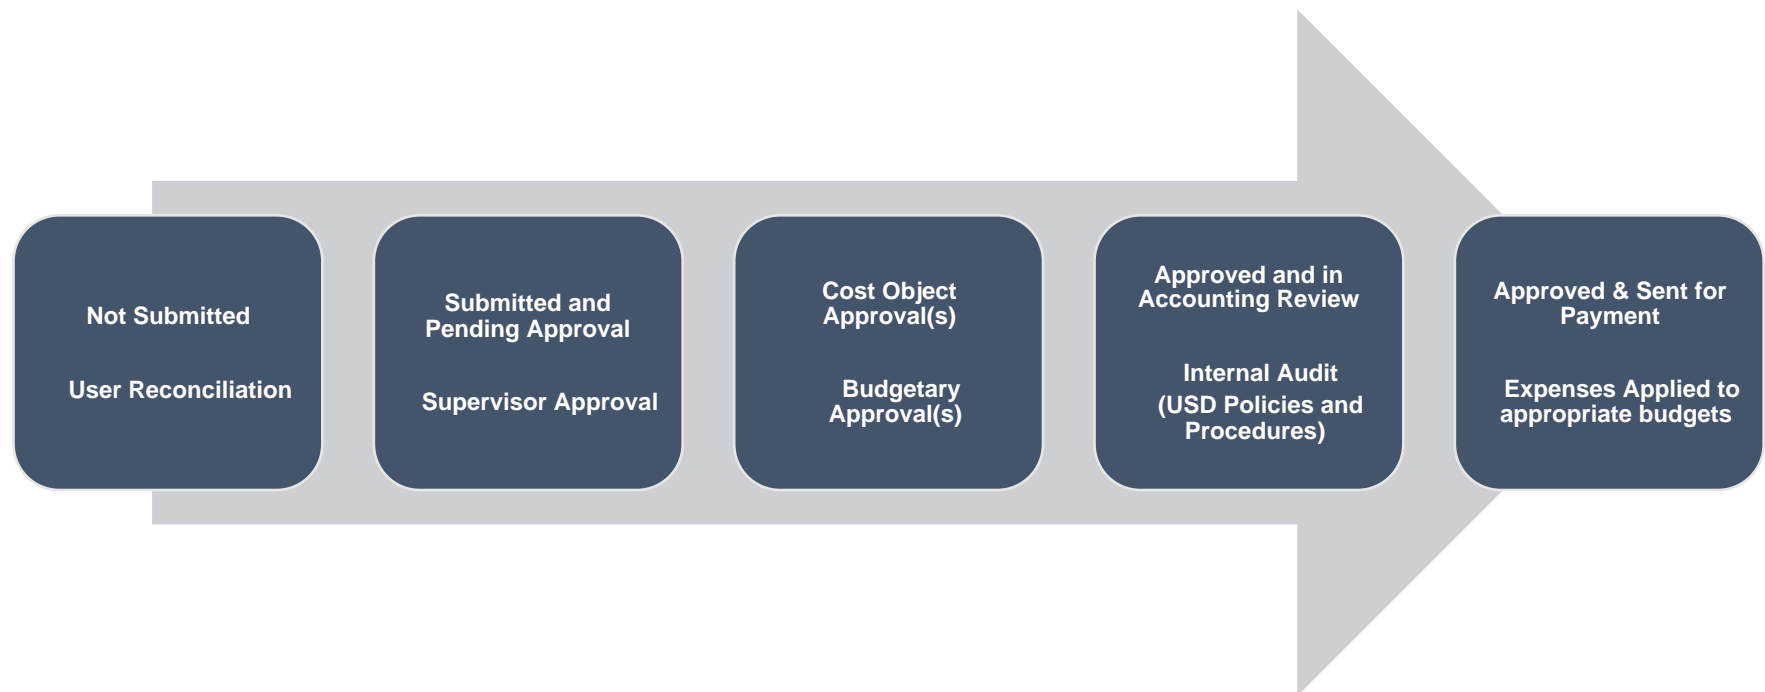 Not Submitted
User Reconciliation
Submitted and
Pending Approval
Supervisor Approval
Cost Object
Approval(s)
Budgetary
Approval(s)
Approved and in
Accounting Review
Internal Audit
(USD Policies and
Procedures)
Approved & Sent for
Payment
Expenses Applied to
appropriate budgets